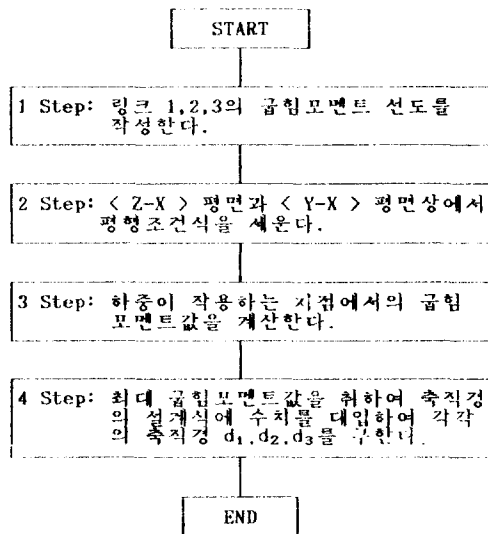 START
1 Step: 링크 1,2,3의 굽힘모멘트 선도를
작성한다.
2 Step: < Z-X > 평면과 < Y-X > 평면상에서
평형조건식을 세운다.
3 Step: 하중이 작용하는 지점에서의 굽힘
모멘트값을 계산한다.
4 Step: 최대 굽힘모멘트값을 취하여 축직경
의 설계식에 수치를 대입하여 각각
의 축직경 d₁,d₂,d₃를 구한다.
END